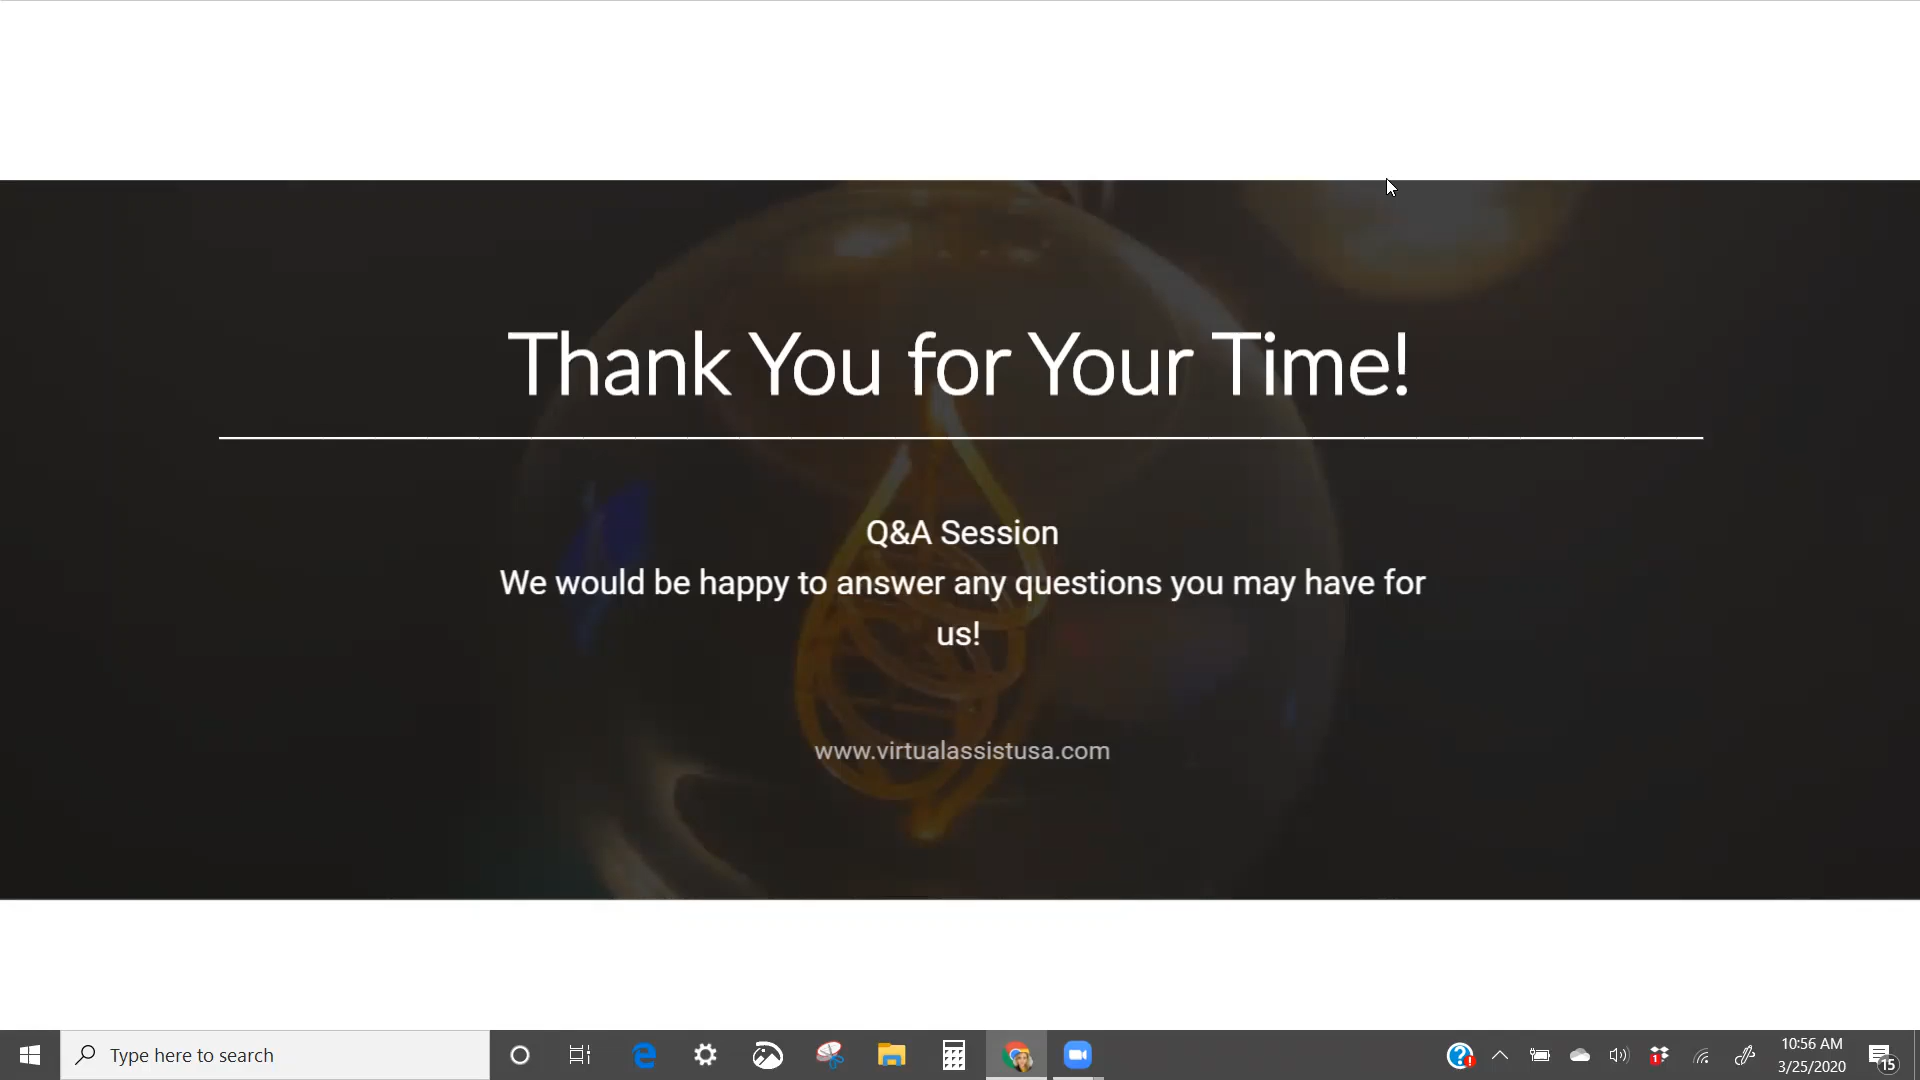 Thank You for Your Time!
Q&A Session
We would be happy to answer any questions you may have for
us!
www.virtualassistusa.com
Type here to search
1
10:56 AM
3/25/2020
15